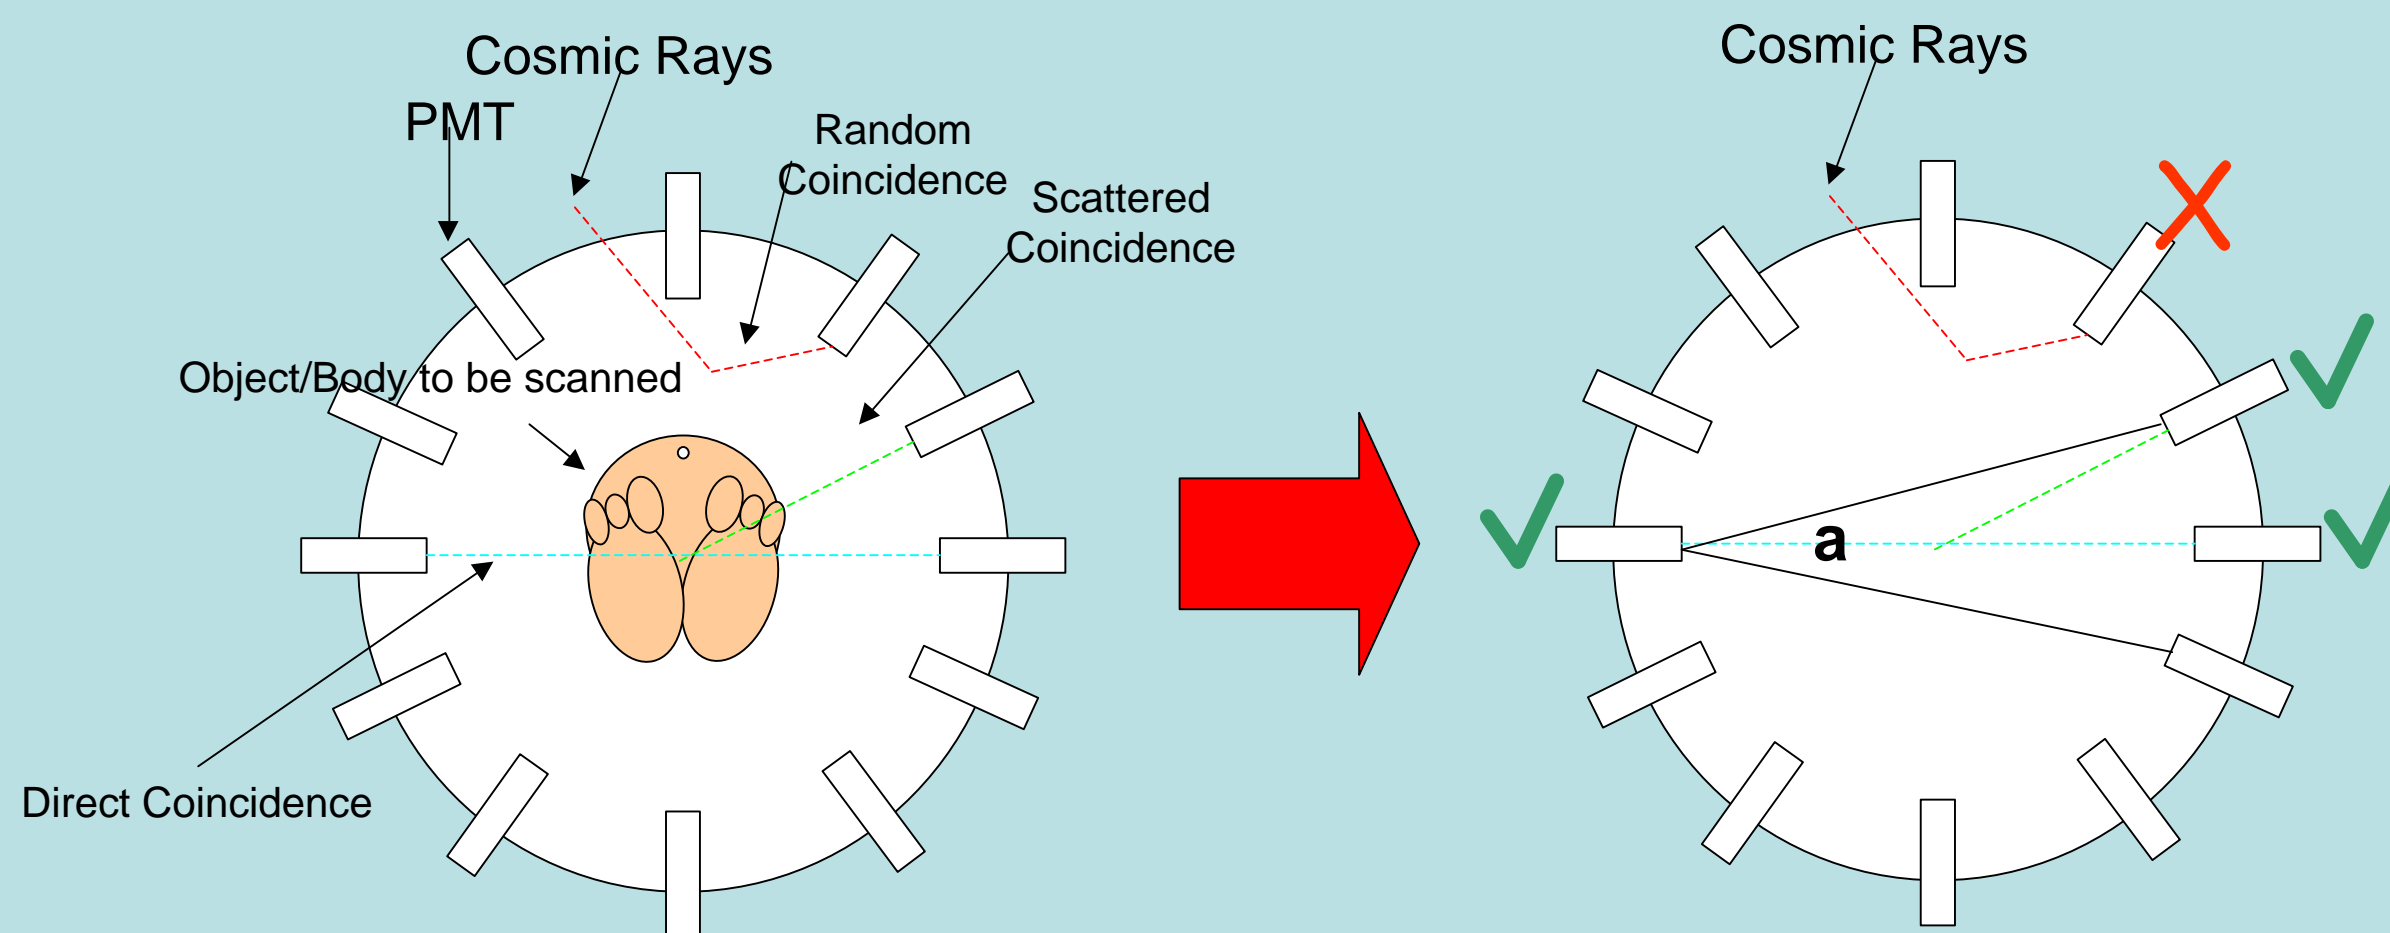 Cosmic Rays
PMT
Random
Coincidence
Scattered
Coincidence
Object/Body to be scanned
Direct Coincidence
Cosmic Rays
a